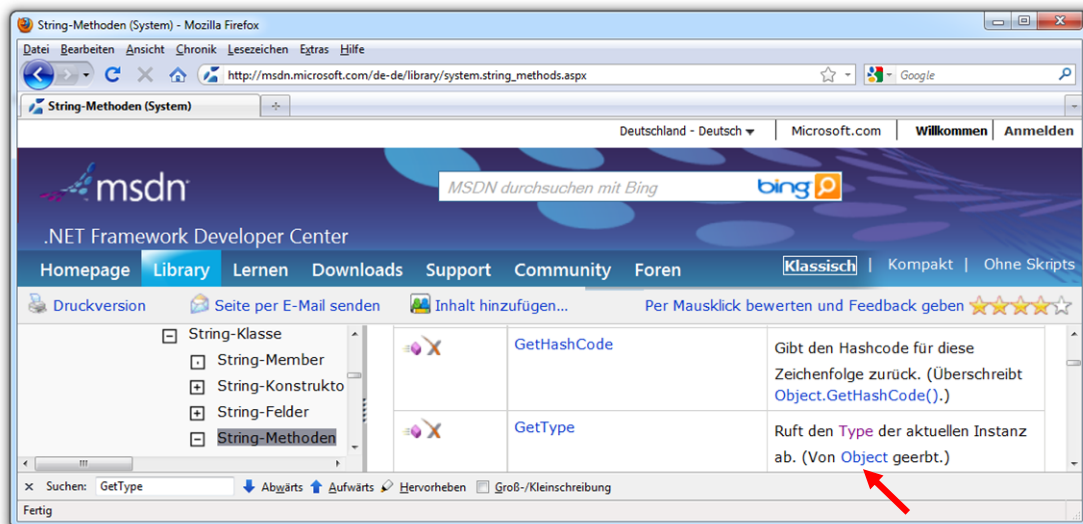 String-Methoden (System) - Mozilla Firefox
Datei Bearbeiten Ansicht Chronik Lesezeichen Extras Hilfe
http://msdn.microsoft.com/de-de/library/system.string_methods.aspx
Google
String-Methoden (System)
Deutschland - Deutsch
Microsoft.com
Willkommen
Anmelden
msdn
MSDN durchsuchen mit Bing
bing
.NET Framework Developer Center
Homepage Library Lernen Downloads Support Community Foren
Klassisch | Kompakt | Ohne Skripts
Druckversion
Seite per E-Mail senden
Inhalt hinzufügen...
Per Mausklick bewerten und Feedback geben
String-Klasse
String-Member
String-Konstrukto
String-Felder
String-Methoden
GetHashCode
Gibt den Hashcode für diese
Zeichenfolge zurück. (Überschreibt
Object.GetHashCode().)
GetType
Ruft den Type der aktuellen Instanz
ab. (Von Object geerbt.)
× Suchen: GetType Abwärts Aufwärts Hervorheben Groß-/Kleinschreibung
Fertig